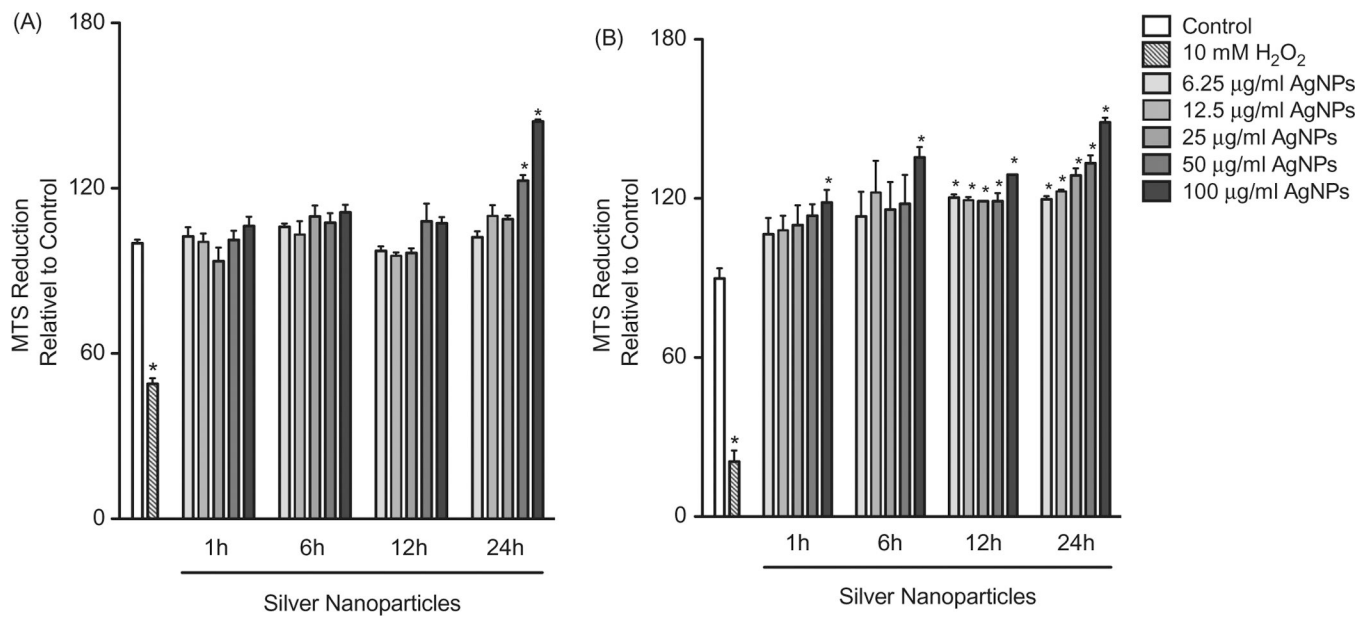 (A)
180
120
60
0
MTS Reduction
Relativel to Control
*
*
*
1h 6h 12h 24h
Silver Nanoparticles
(B)
180
120
60
0
MTS Reduction
Relativel to Control
*
*
*
* * * * *
* * * * *
1h 6h 12h 24h
Silver Nanoparticles
Control
10 mM H₂O₂
6.25 μg/ml AgNPs
12.5 μg/ml AgNPs
25 μg/ml AgNPs
50 μg/ml AgNPs
100 μg/ml AgNPs